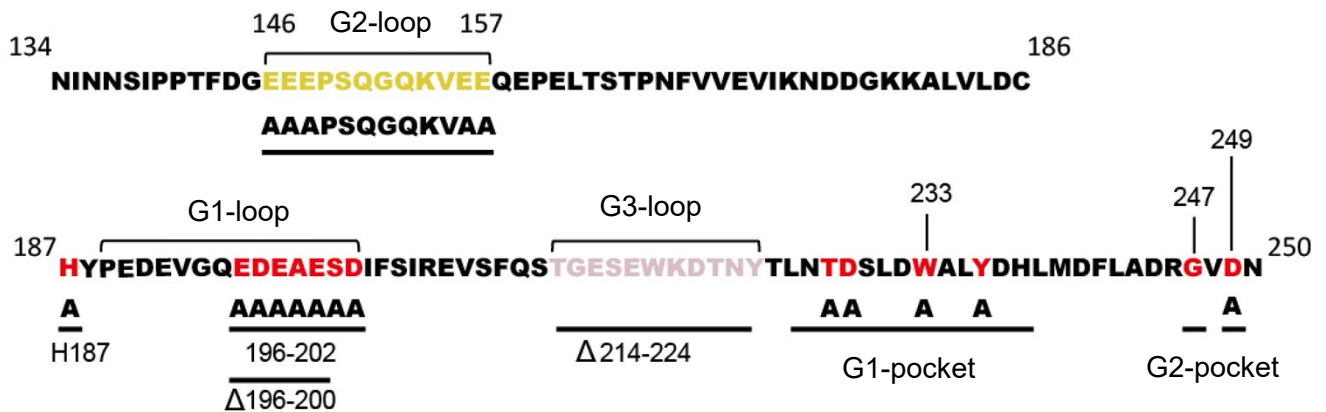 146 G2-loop 157
134 186
NINNSIPPTFDGEEEPSQGQKVEEQEPELTSTPNFVVEVIKNDDGKKALVLDC
AAAPSQGQKVAA
249
G1-loop G3-loop 233 247
187 250
HYPEDEVGQEDEAESDIFSIREVSFQSTGESEWKDTNYTLNTDSLDWALYDHLMDFLADRGVDN
A AAAAAAA AA A A A
H187 196-202 Δ214-224 G1-pocket G2-pocket
Δ196-200